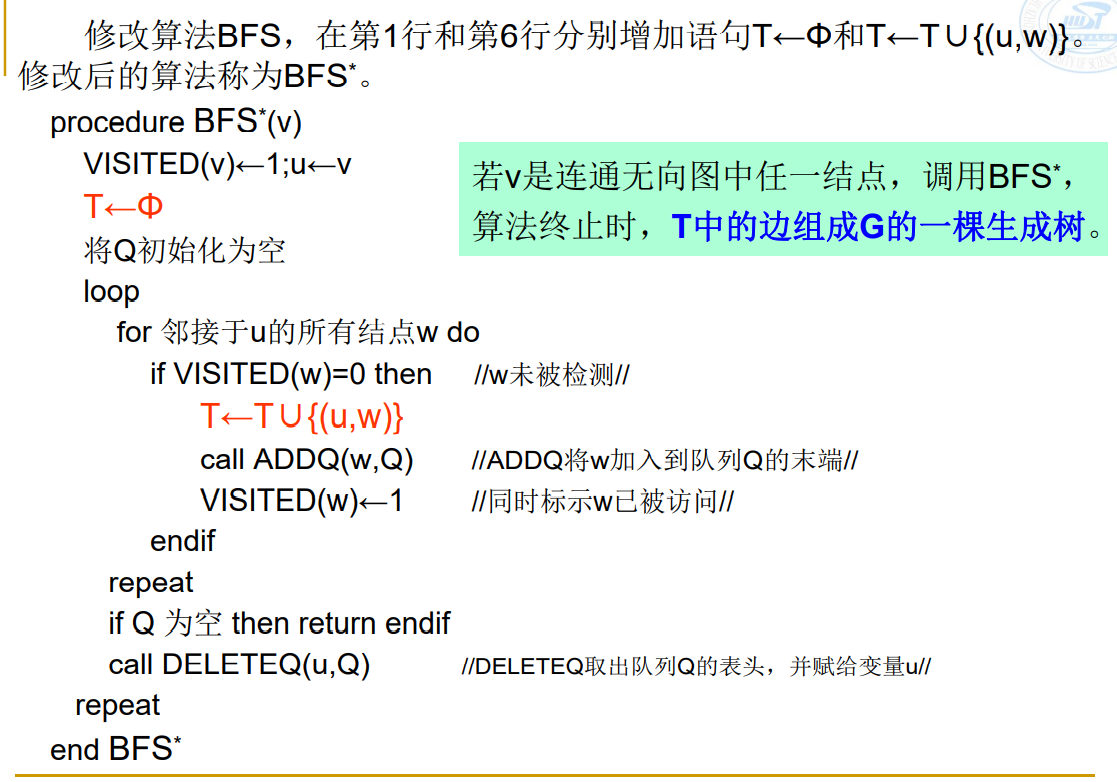 修改算法BFS，在第1行和第6行分别增加语句T←Φ和T←T∪{(u,w)}。
修改后的算法称为BFS*。
procedure BFS*(v)
VISITED(v)←1;u←v
T←Φ
将Q初始化为空
loop
for 邻接于u的所有结点w do
if VISITED(w)=0 then //w未被检测//
T←T∪{(u,w)}
call ADDQ(w,Q) //ADDQ将w加入到队列Q的末端//
VISITED(w)←1 //同时标示w已被访问//
endif
repeat
if Q 为空 then return endif
call DELETEQ(u,Q) //DELETEQ取出队列Q的表头，并赋给变量u//
repeat
end BFS*
若v是连通无向图中任一结点，调用BFS*，
算法终止时，T中的边组成G的一棵生成树。